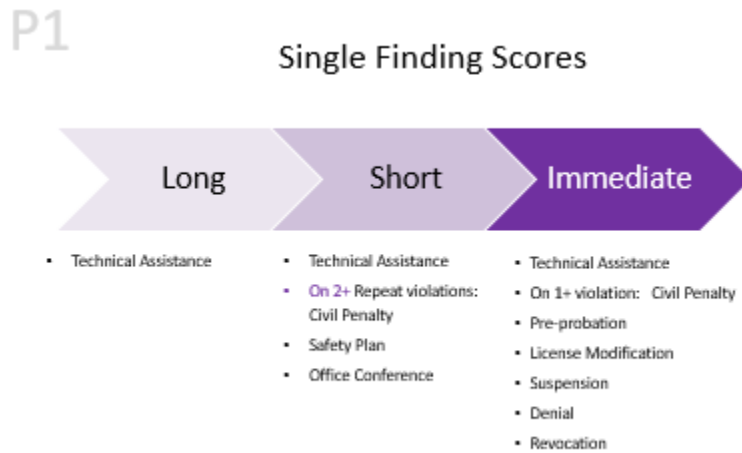 P1
Single Finding Scores
Long
Short
Immediate
Technical Assistance
Technical Assistance
On 2+ Repeat violations:
Civil Penalty
Safety Plan
Office Conference
Technical Assistance
On 1+ violation: Civil Penalty
Pre-probation
License Modification
Suspension
Denial
Revocation